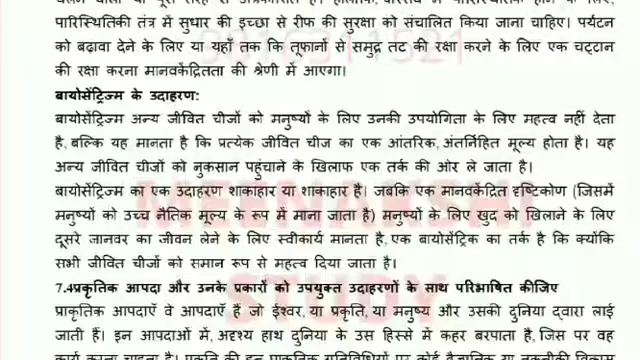 पारिस्थितिकी तंत्र में सुधार की इच्छा से रीफ की सुरक्षा को संचालित किया जाना चाहिए। पर्यटन
को बढ़ावा देने के लिए या यहाँ तक कि तूफानों से समुद्र तट की रक्षा करने के लिए एक चट्टान
की रक्षा करना मानवकेंद्रितता की श्रेणी में आएगा।
बायोसेंट्रिज्म के उदाहरण:
बायोसेंट्रिज्म अन्य जीवित चीजों को मनुष्यों के लिए उनकी उपयोगिता के लिए महत्व नहीं देता
है, बल्कि यह मानता है कि प्रत्येक जीवित चीज का एक आंतरिक, अंतर्निहित मूल्य होता है। यह
अन्य जीवित चीजों को नुकसान पहुंचाने के खिलाफ एक तर्क की ओर ले जाता है।
बायोसेंट्रिज्म का एक उदाहरण शाकाहार या शाकाहार है। जबकि एक मानवकेंद्रित दृष्टिकोण (जिसमें
मनुष्यों को उच्च नैतिक मूल्य के रूप में माना जाता है) मनुष्यों के लिए खुद को खिलाने के लिए
दूसरे जानवर का जीवन लेने के लिए स्वीकार्य मानता है, एक बायोसेंट्रिक का तर्क है कि क्योंकि
सभी जीवित चीजों को समान रूप से महत्व दिया जाता है।
7.4प्रकृतिक आपदा और उनके प्रकारों को उपयुक्त उदाहरणों के साथ परिभाषित कीजिए
प्राकृतिक आपदाएँ वे आपदाएँ हैं जो ईश्वर, या प्रकृति, या मनुष्य और उसकी दुनिया द्वारा लाई
जाती हैं। इन आपदाओं में, अदृश्य हाथ दुनिया के उस हिस्से में कहर बरपाता है, जिस पर वह
STUDY